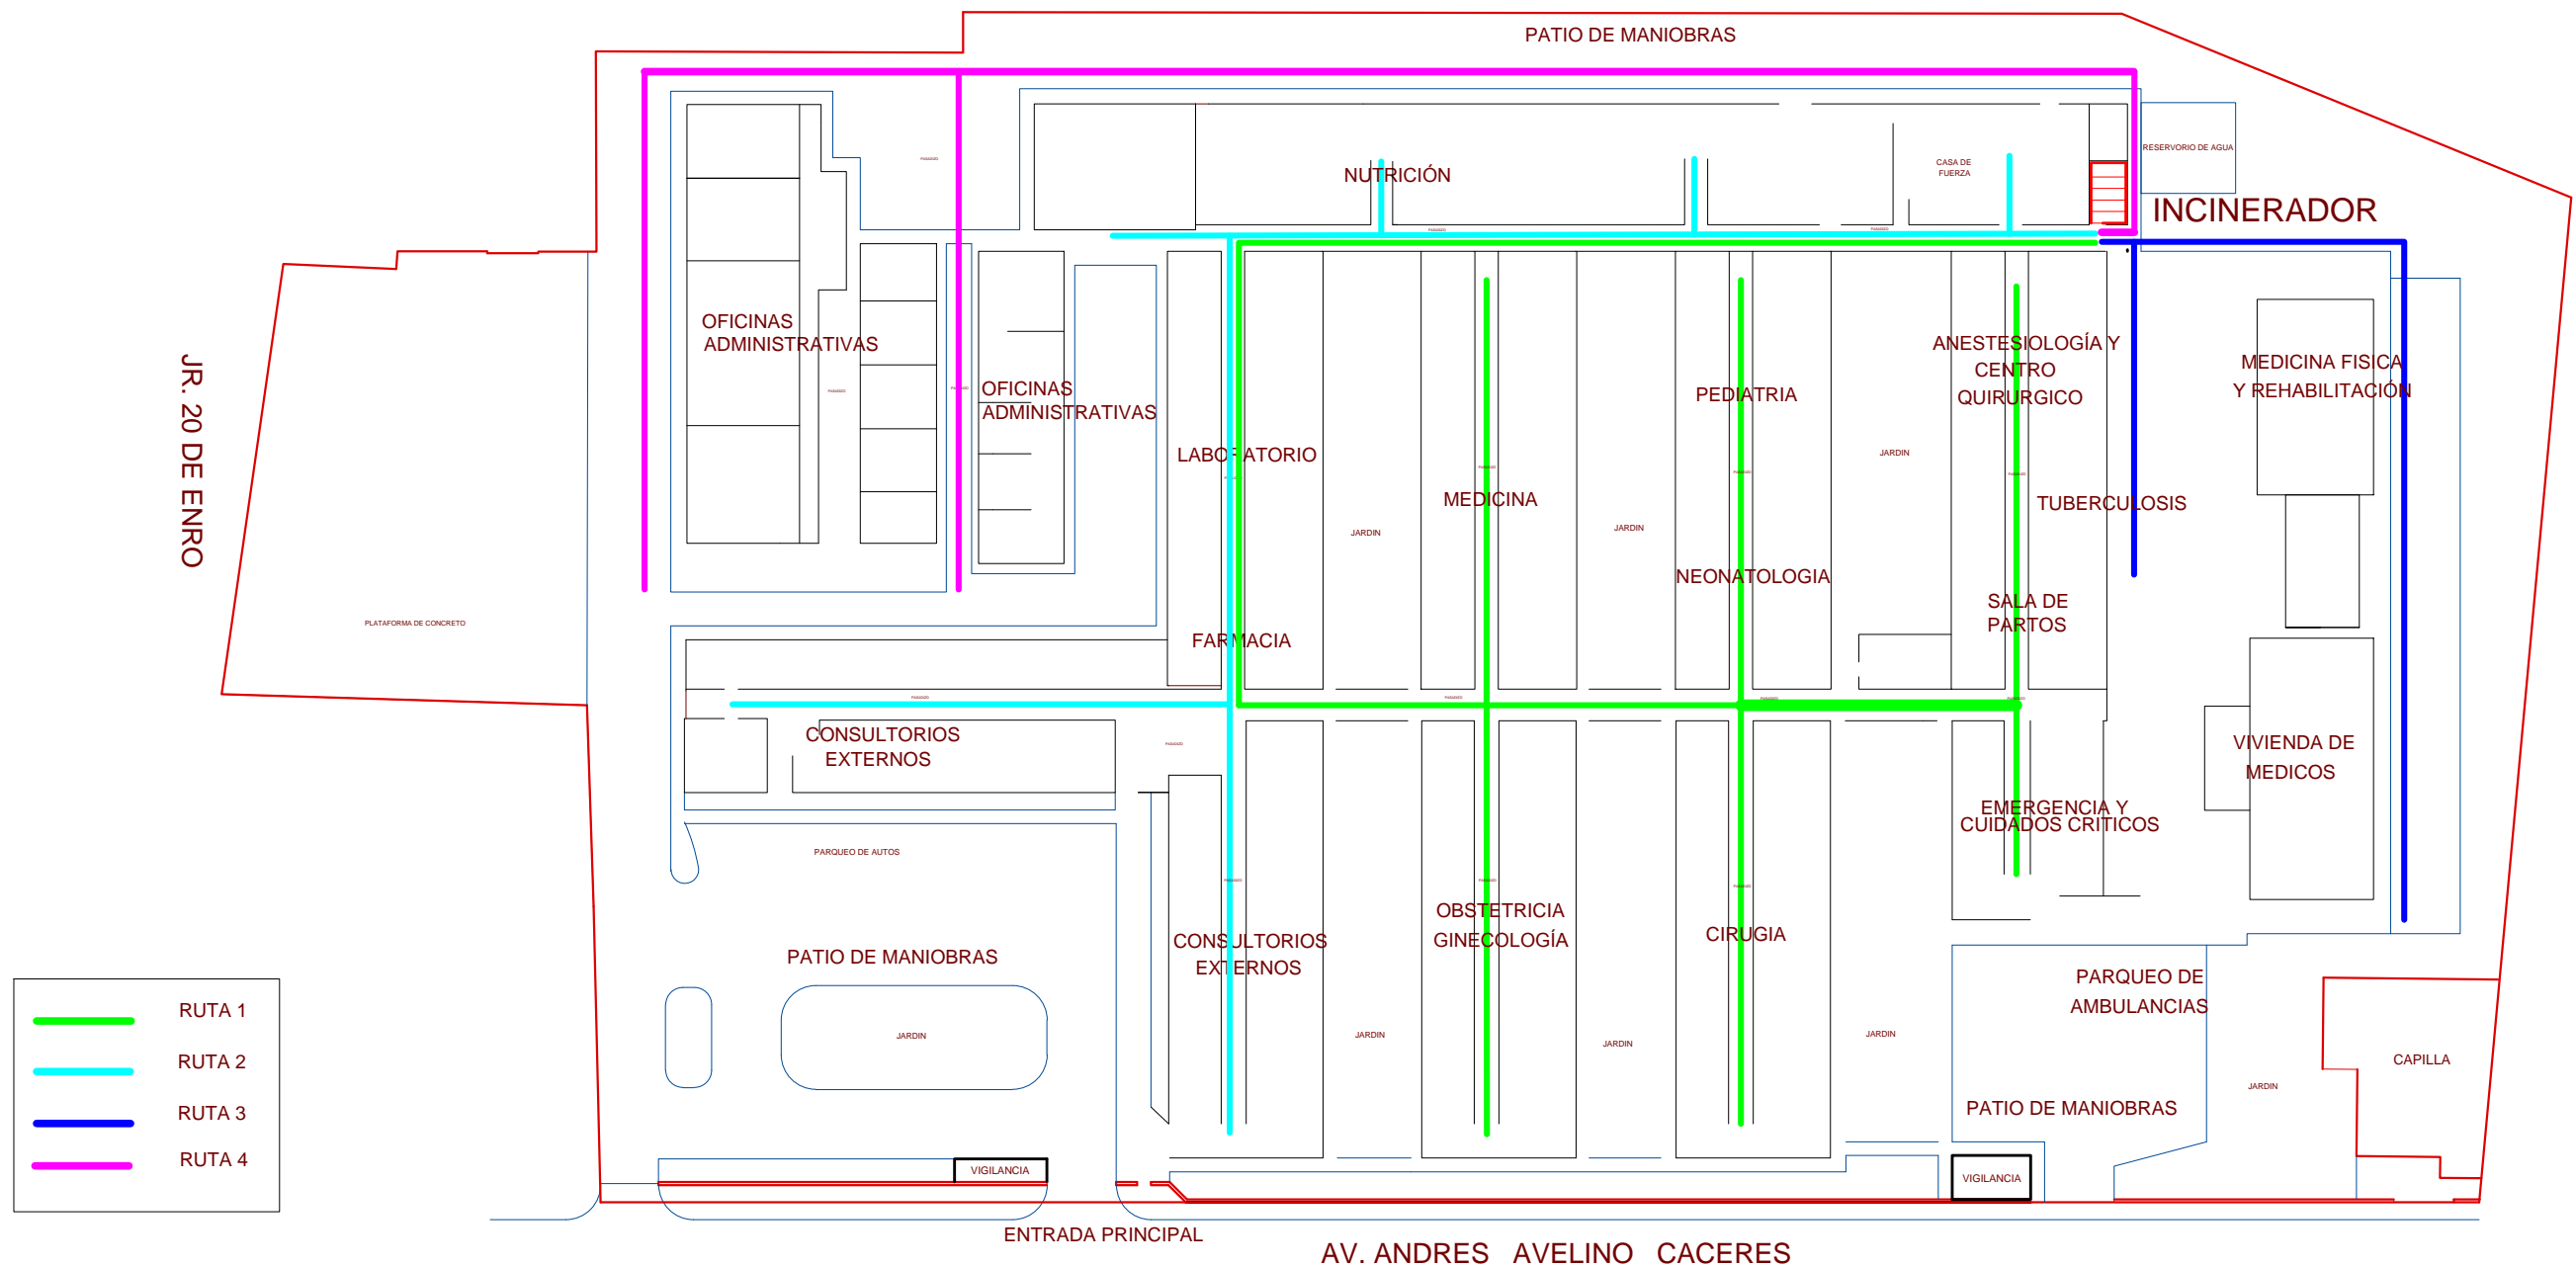 PATIO DE MANIOBRAS
RESERVORIO DE AGUA
CASA DE
FUERZA
NUTRICIÓN
INCINERADOR
OFICINAS
ADMINISTRATIVAS
OFICINAS
ADMINISTRATIVAS
JR. 20 DE ENRO
PLATAFORMA DE CONCRETO
LABORATORIO
FARMACIA
MEDICINA
JARDIN
JARDIN
PEDIATRIA
NEONATOLOGIA
JARDIN
ANESTESIOLOGÍA Y
CENTRO
QUIRURGICO
TUBERCULOSIS
SALA DE
PARTOS
MEDICINA FISICA
Y REHABILITACIÓN
VIVIENDA DE
MEDICOS
CONSULTORIOS
EXTERNOS
EMERGENCIA Y
CUIDADOS CRITICOS
PARQUEO DE AUTOS
PATIO DE MANIOBRAS
JARDIN
CONSULTORIOS
EXTERNOS
OBSTETRICIA
GINECOLOGÍA
CIRUGIA
JARDIN
JARDIN
JARDIN
PARQUEO DE
AMBULANCIAS
PATIO DE MANIOBRAS
JARDIN
CAPILLA
VIGILANCIA
VIGILANCIA
RUTA 1
RUTA 2
RUTA 3
RUTA 4
ENTRADA PRINCIPAL
AV. ANDRES AVELINO CACERES